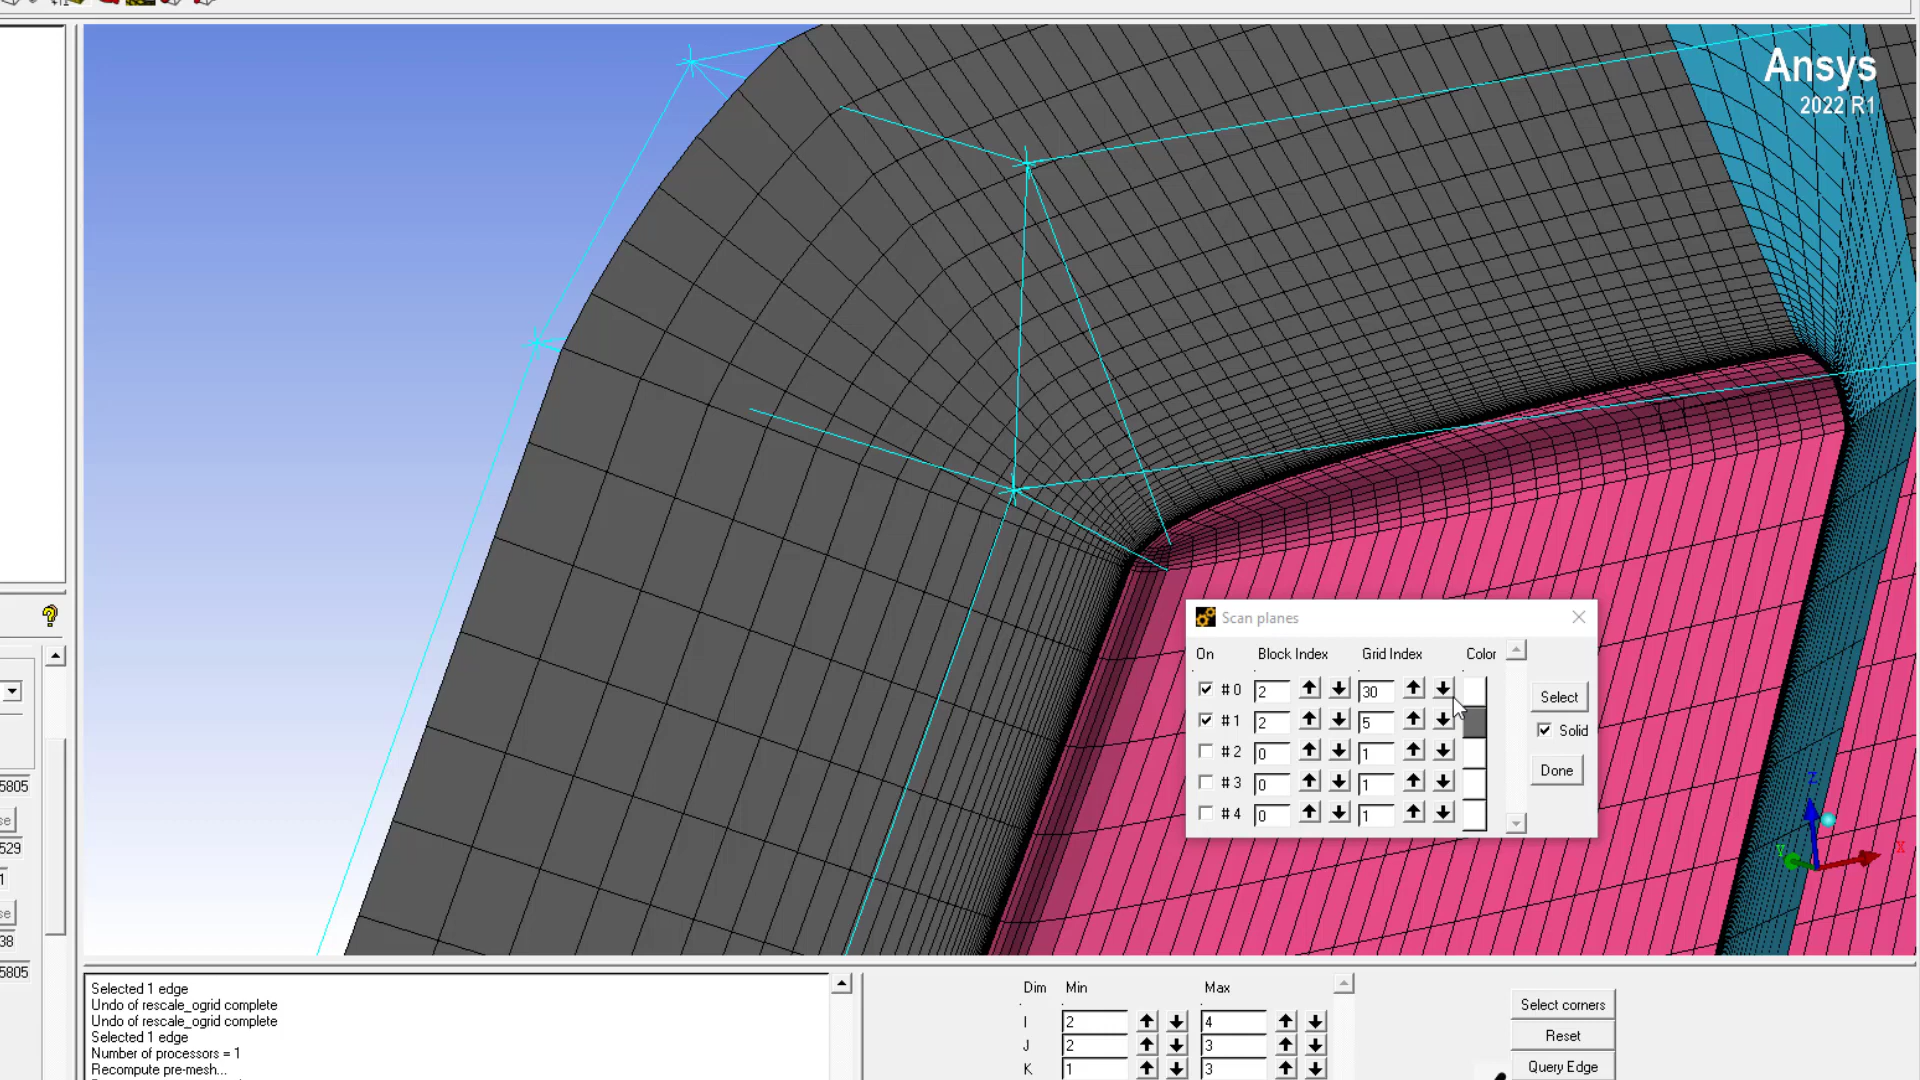 Ansys
2022 R1
Scan planes
On Block Index Grid Index Color
# 0 2 30
# 1 2 5
# 2 0 1
# 3 0 1
# 4 0 1
Select
Solid
Done
Z
Y
X
5805
se
529
1
se
38
5805
Selected 1 edge
Undo of rescale_ogrid complete
Undo of rescale_ogrid complete
Selected 1 edge
Number of processors = 1
Recompute pre-mesh...
Dim Min Max
I 2 4
J 2 3
K 1 3
Select corners
Reset
Query Edge